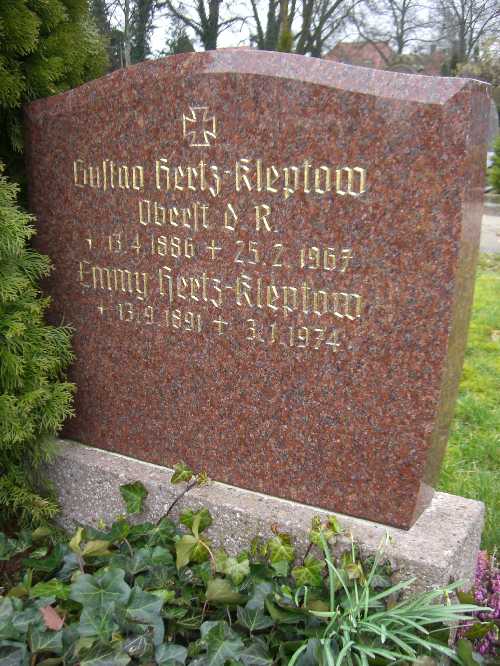 Gustav Hertz-Kleptow
Oberst d R.
* 13.4.1886 + 25.2.1967
Emmy Hertz-Kleptow
* 13.9.1891 + 3.1.1974.